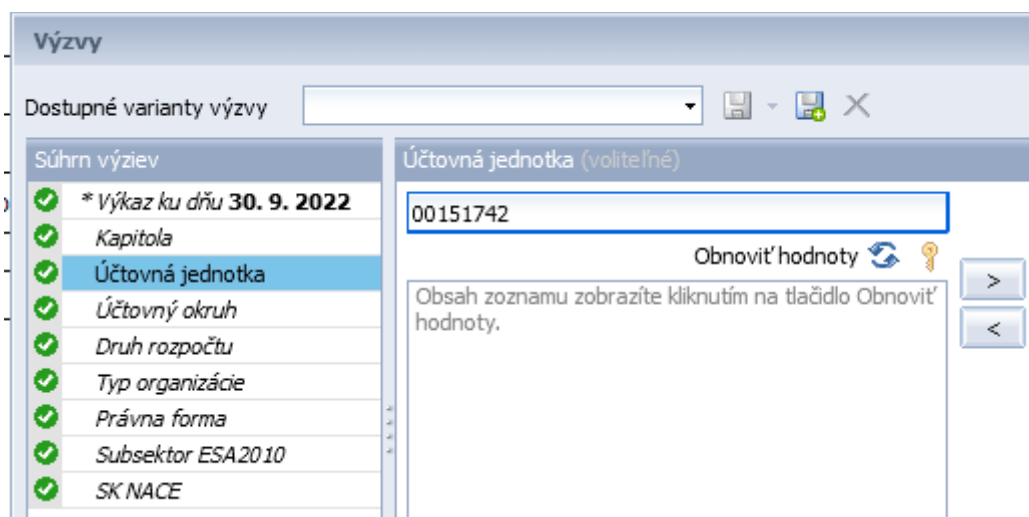 Výzvy
Dostupné varianty výzvy
Súhrn výziev
* Výkaz ku dňu 30. 9. 2022
Kapitola
Účtovná jednotka
Účtovný okruh
Druh rozpočtu
Typ organizácie
Právna forma
Subsektor ESA2010
SK NACE
Účtovná jednotka (voliteľné)
00151742
Obnoviť hodnoty
Obsah zoznamu zobrazíte kliknutím na tlačidlo Obnoviť
hodnoty.
>
<